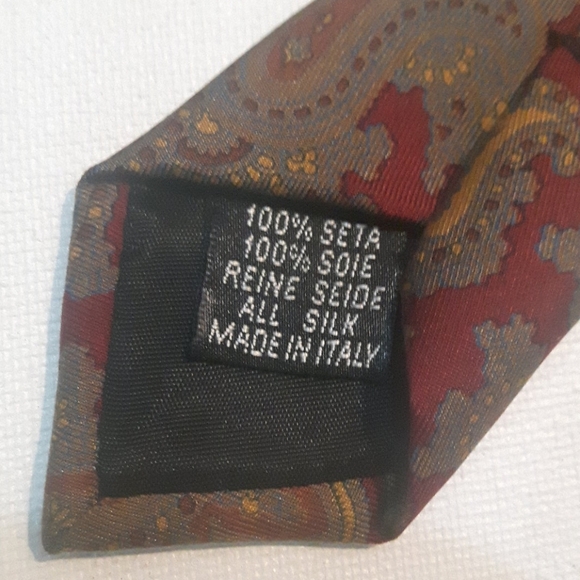 100% SETA
100% SOIE
REINE SEIDE
ALL SILK
MADE IN ITALY